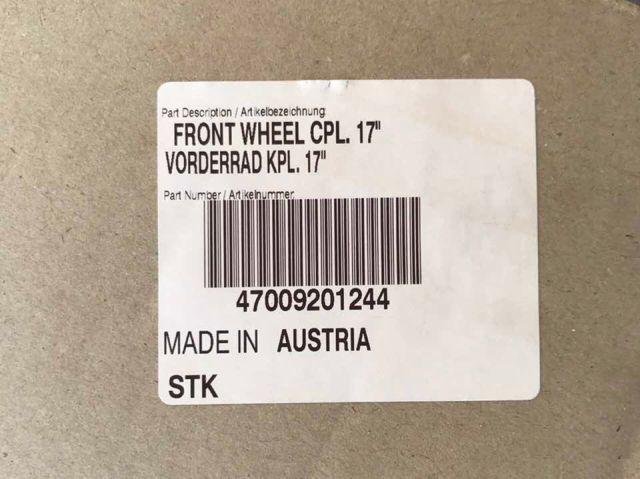 Part Description / Artikelbezeichnung:
FRONT WHEEL CPL. 17"
VORDERRAD KPL. 17"
Part Number / Artikelnummer:
47009201244
MADE IN AUSTRIA
STK